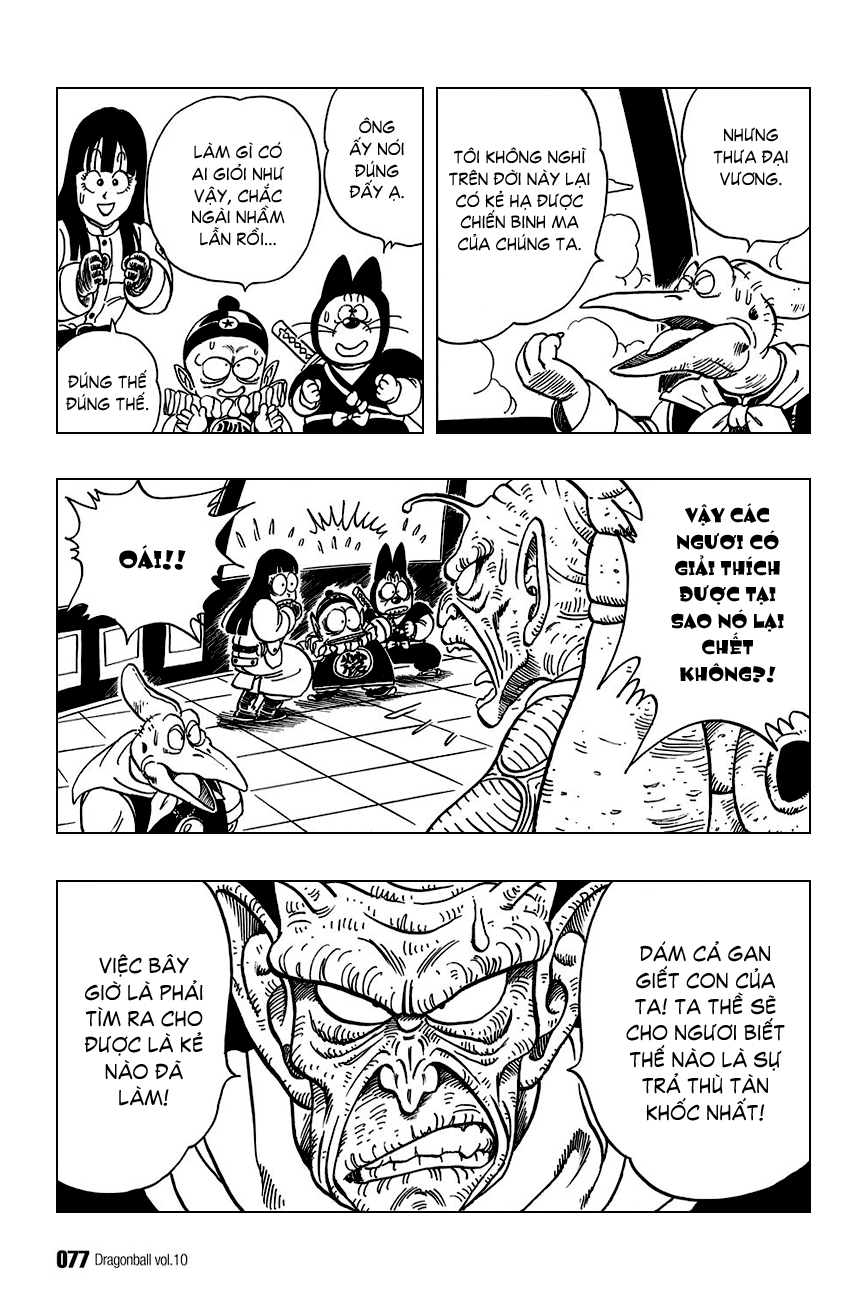 NHƯNG
THƯA ĐẠI
VƯƠNG.
TÔI KHÔNG NGHĨ
TRÊN ĐỜI NÀY LẠI
CÓ KẺ HẠ ĐƯỢC
CHIẾN BINH MA
CỦA CHÚNG TA.
ÔNG
ẤY NÓI
ĐÚNG
ĐẤY Ạ.
LÀM GÌ CÓ
AI GIỎI NHƯ
VẬY, CHẮC
NGÀI NHẦM
LẪN RỒI...
ĐÚNG THẾ
ĐÚNG THẾ.
VẬY CÁC
NGƯƠI CÓ
GIẢI THÍCH
ĐƯỢC TẠI
SAO NÓ LẠI
CHẾT
KHÔNG?!
OÁI!!
DÁM CẢ GAN
GIẾT CON CỦA
TA! TA THỀ SẼ
CHO NGƯƠI BIẾT
THẾ NÀO LÀ SỰ
TRẢ THÙ TÀN
KHỐC NHẤT!
VIỆC BÂY
GIỜ LÀ PHẢI
TÌM RA CHO
ĐƯỢC LÀ KẺ
NÀO ĐÃ
LÀM!
077 Dragonball vol.10